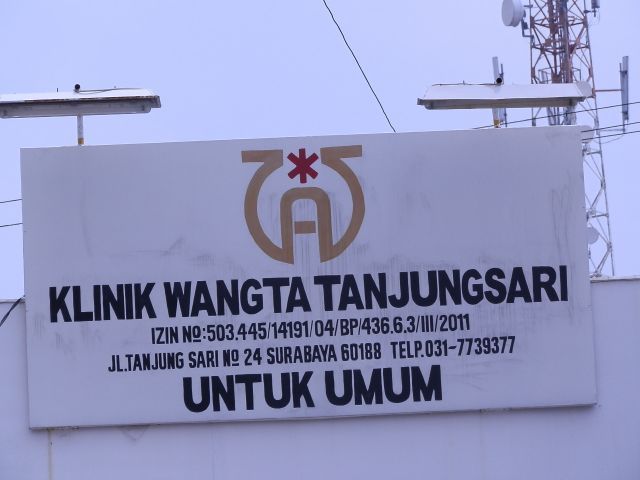 KLINIK WANGTA TANJUNGSARI
IZIN No:503.445/14191/04/BP/436.6.3/III/2011
JL.TANJUNG SARI No 24 SURABAYA 60188 TELP.031-7739377
UNTUK UMUM